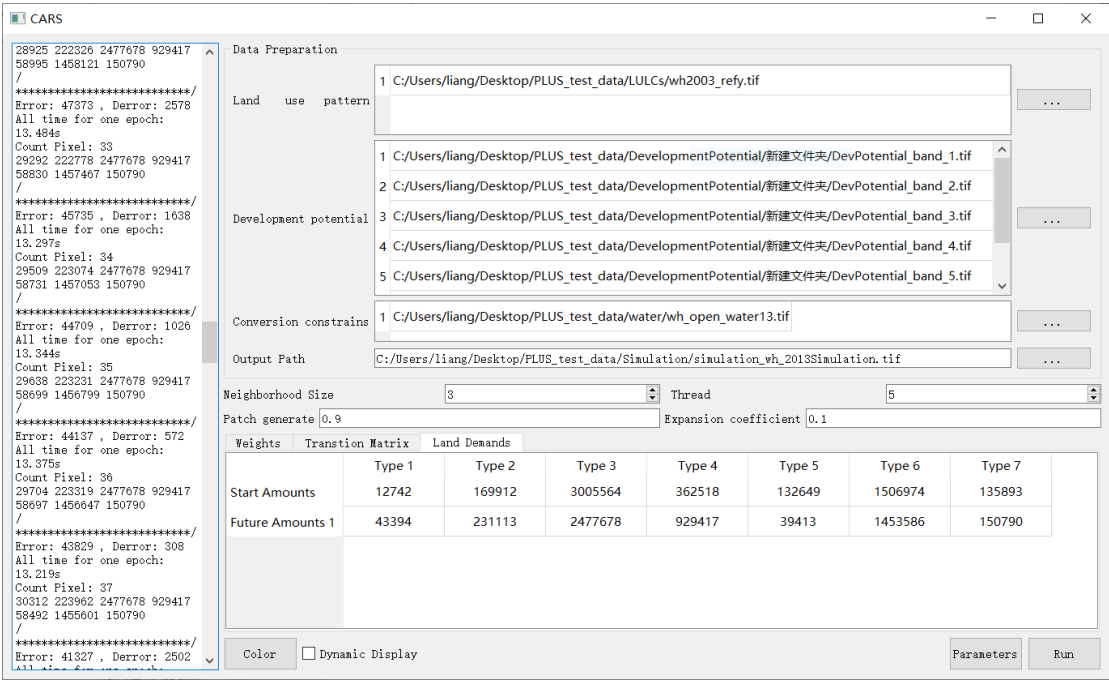 CARS
28925 222326 2477678 929417
58995 1458121 150790
/
***************************/
Error: 47373 , Derror: 2578
All time for one epoch:
13.484s
Count Pixel: 33
29292 222778 2477678 929417
58830 1457467 150790
/
***************************/
Error: 45735 , Derror: 1638
All time for one epoch:
13.297s
Count Pixel: 34
29509 223074 2477678 929417
58731 1457053 150790
/
***************************/
Error: 44709 , Derror: 1026
All time for one epoch:
13.344s
Count Pixel: 35
29638 223231 2477678 929417
58699 1456799 150790
/
***************************/
Error: 44137 , Derror: 572
All time for one epoch:
13.375s
Count Pixel: 36
29704 223319 2477678 929417
58697 1456647 150790
/
***************************/
Error: 43829 , Derror: 308
All time for one epoch:
13.219s
Count Pixel: 37
30312 223962 2477678 929417
58492 1455601 150790
/
***************************/
Error: 41327 , Derror: 2502
Data Preparation
Land use pattern
1 C:/Users/liang/Desktop/PLUS_test_data/LULCs/wh2003_refy.tif
...
Development potential
1 C:/Users/liang/Desktop/PLUS_test_data/DevelopmentPotential/新建文件夹/DevPotential_band_1.tif
2 C:/Users/liang/Desktop/PLUS_test_data/DevelopmentPotential/新建文件夹/DevPotential_band_2.tif
3 C:/Users/liang/Desktop/PLUS_test_data/DevelopmentPotential/新建文件夹/DevPotential_band_3.tif
4 C:/Users/liang/Desktop/PLUS_test_data/DevelopmentPotential/新建文件夹/DevPotential_band_4.tif
5 C:/Users/liang/Desktop/PLUS_test_data/DevelopmentPotential/新建文件夹/DevPotential_band_5.tif
...
Conversion constrains
1 C:/Users/liang/Desktop/PLUS_test_data/water/wh_open_water13.tif
...
Output Path C:/Users/liang/Desktop/PLUS_test_data/Simulation/simulation_wh_2013Simulation.tif ...
Neighborhood Size 3 Thread 5
Patch generate 0.9 Expansion coefficient 0.1
Weights Transtion Matrix Land Demands
Type 1 Type 2 Type 3 Type 4 Type 5 Type 6 Type 7
Start Amounts 12742 169912 3005564 362518 132649 1506974 135893
Future Amounts 1 43394 231113 2477678 929417 39413 1453586 150790
Color Dynamic Display Parameters Run